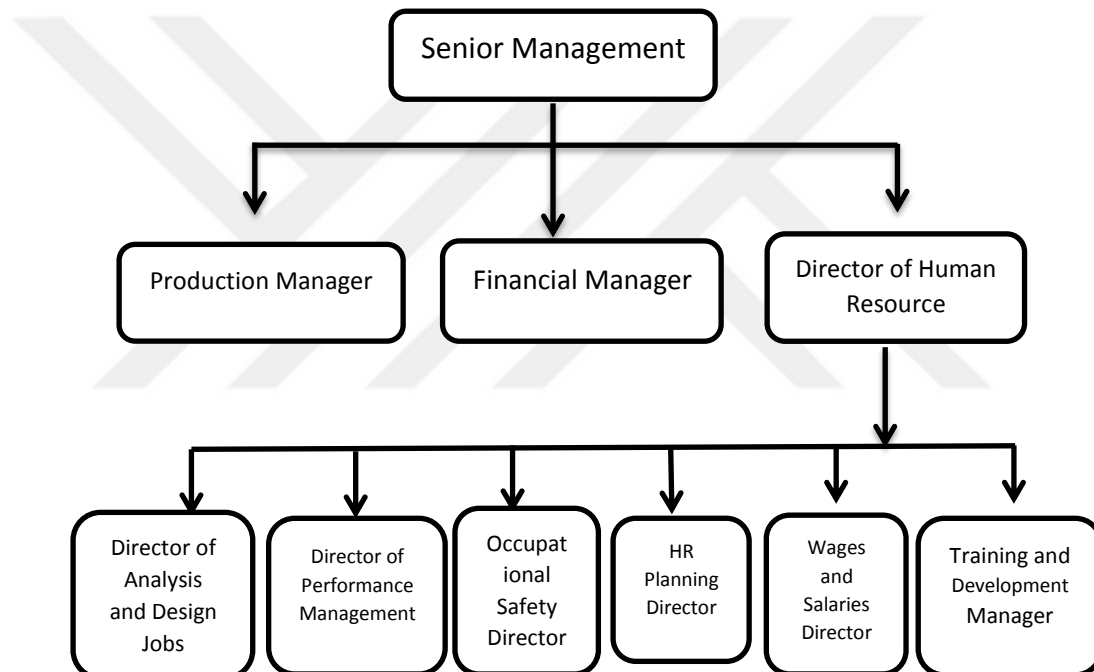 Senior Management
Production Manager
Financial Manager
Director of Human
Resource
Director of
Analysis
and Design
Jobs
Director of
Performance
Management
Occupat
ional
Safety
Director
HR
Planning
Director
Wages
and
Salaries
Director
Training and
Development
Manager